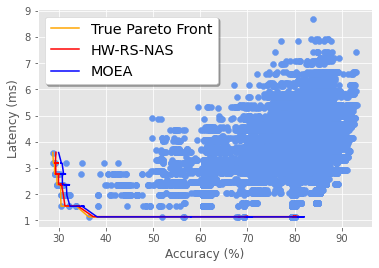 9
8
7
6
5
4
3
2
1
Latency (ms)
True Pareto Front
HW-RS-NAS
MOEA
30 40 50 60 70 80 90
Accuracy (%)